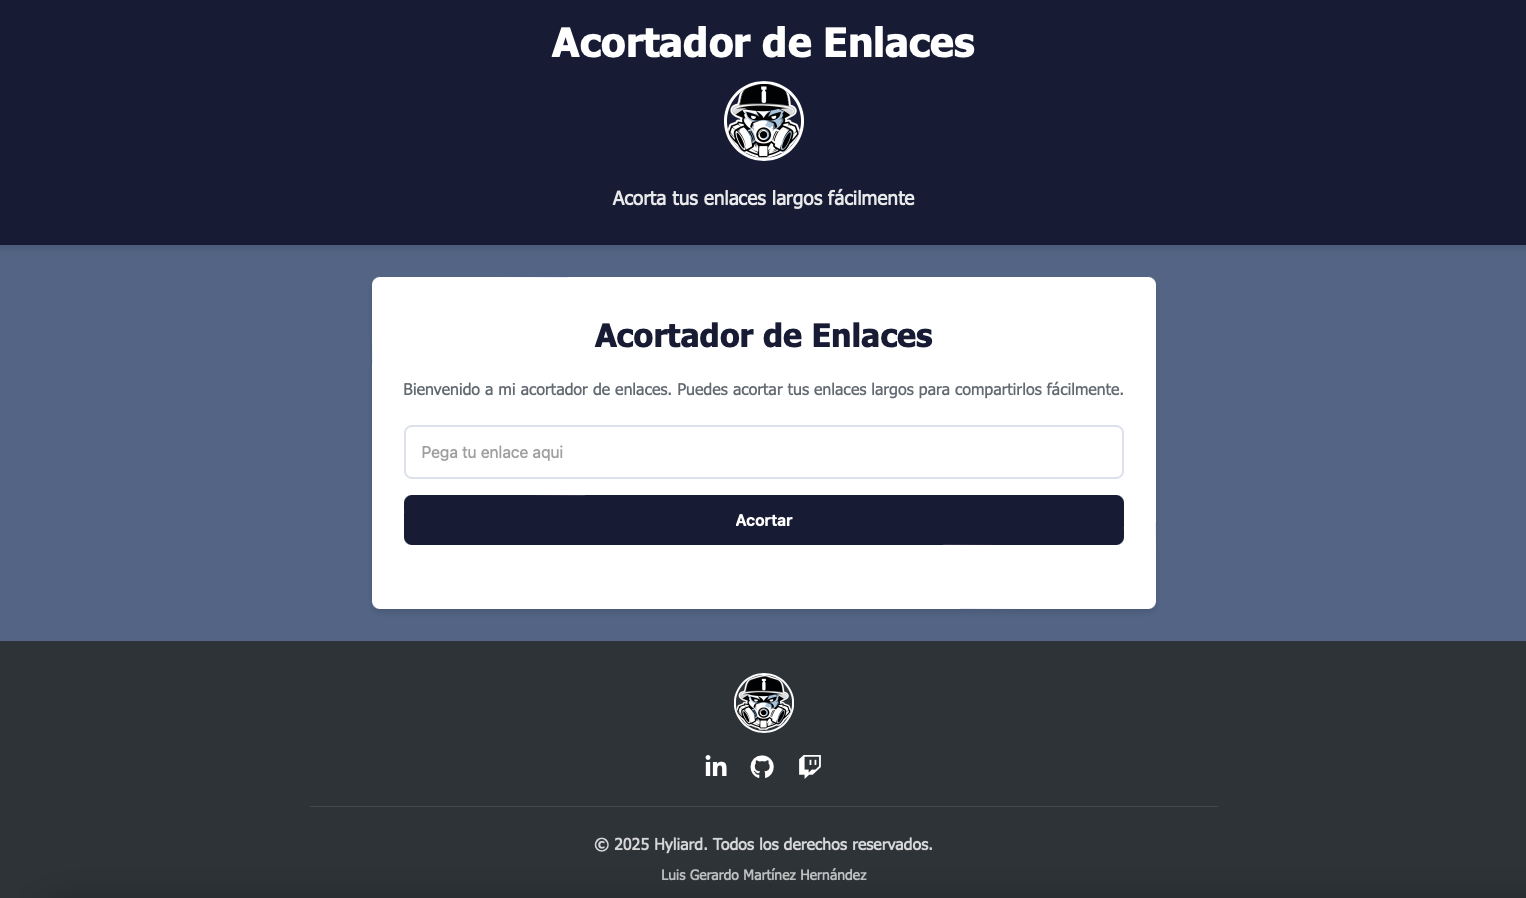 Acortador de Enlaces
Acorta tus enlaces largos fácilmente
Acortador de Enlaces
Bienvenido a mi acortador de enlaces. Puedes acortar tus enlaces largos para compartirlos fácilmente.
Pega tu enlace aqui
Acortar
© 2025 Hyliard. Todos los derechos reservados.
Luis Gerardo Martínez Hernández